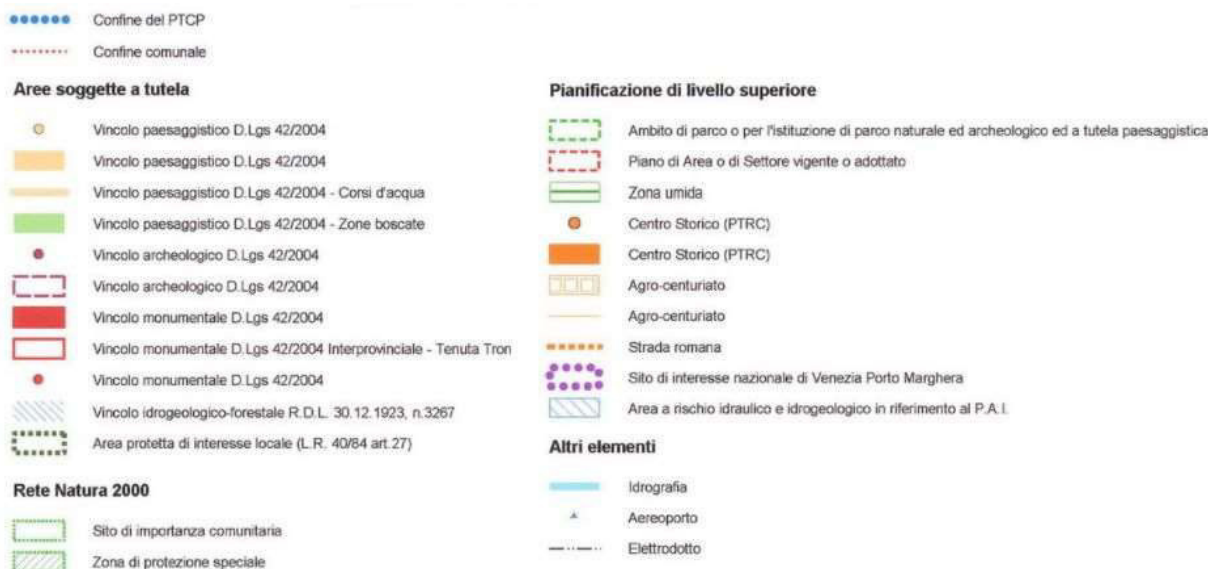 Confine del PTCP
Confine comunale
Aree soggette a tutela
Vincolo paesaggistico D.Lgs 42/2004
Vincolo paesaggistico D.Lgs 42/2004
Vincolo paesaggistico D.Lgs 42/2004 - Corsi d'acqua
Vincolo paesaggistico D.Lgs 42/2004 - Zone boscate
Vincolo archeologico D.Lgs 42/2004
Vincolo archeologico D.Lgs 42/2004
Vincolo monumentale D.Lgs 42/2004
Vincolo monumentale D.Lgs 42/2004 Interprovinciale - Tenuta Tron
Vincolo monumentale D.Lgs 42/2004
Vincolo idrogeologico-forestale R.D.L. 30.12.1923, n.3267
Area protetta di interesse locale (L.R. 40/84 art.27)
Rete Natura 2000
Sito di importanza comunitaria
Zona di protezione speciale
Pianificazione di livello superiore
Ambito di parco o per l'istituzione di parco naturale ed archeologico ed a tutela paesaggistica
Piano di Area o di Settore vigente o adottato
Zona umida
Centro Storico (PTRC)
Centro Storico (PTRC)
Agro-centuriato
Agro-centuriato
Strada romana
Sito di interesse nazionale di Venezia Porto Marghera
Area a rischio idraulico e idrogeologico in riferimento al P.A.I.
Altri elementi
Idrografia
Aereoporto
Elettrodotto